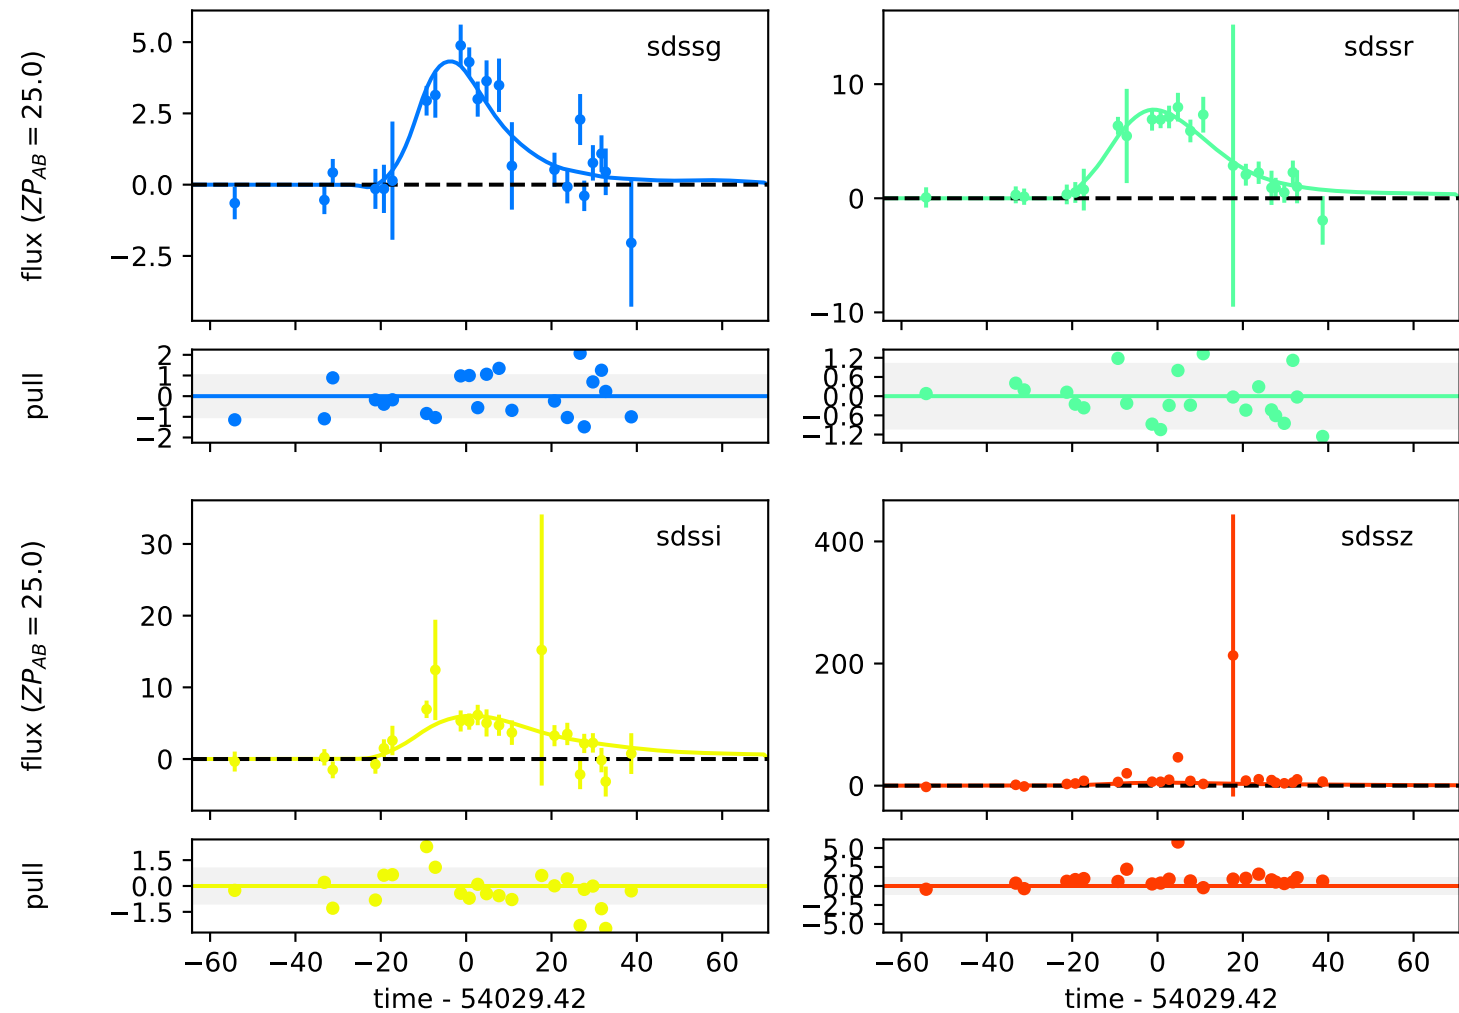 flux (ZP_AB = 25.0)
5.0
2.5
0.0
−2.5
sdssg
10
0
−10
sdssr
pull
2
1
0
−1
−2
1.2
0.6
0.0
−0.6
−1.2
flux (ZP_AB = 25.0)
30
20
10
0
sdssi
400
200
0
sdssz
pull
1.5
0.0
−1.5
5.0
2.5
0.0
−2.5
−5.0
−60 −40 −20 0 20 40 60
−60 −40 −20 0 20 40 60
time - 54029.42
time - 54029.42